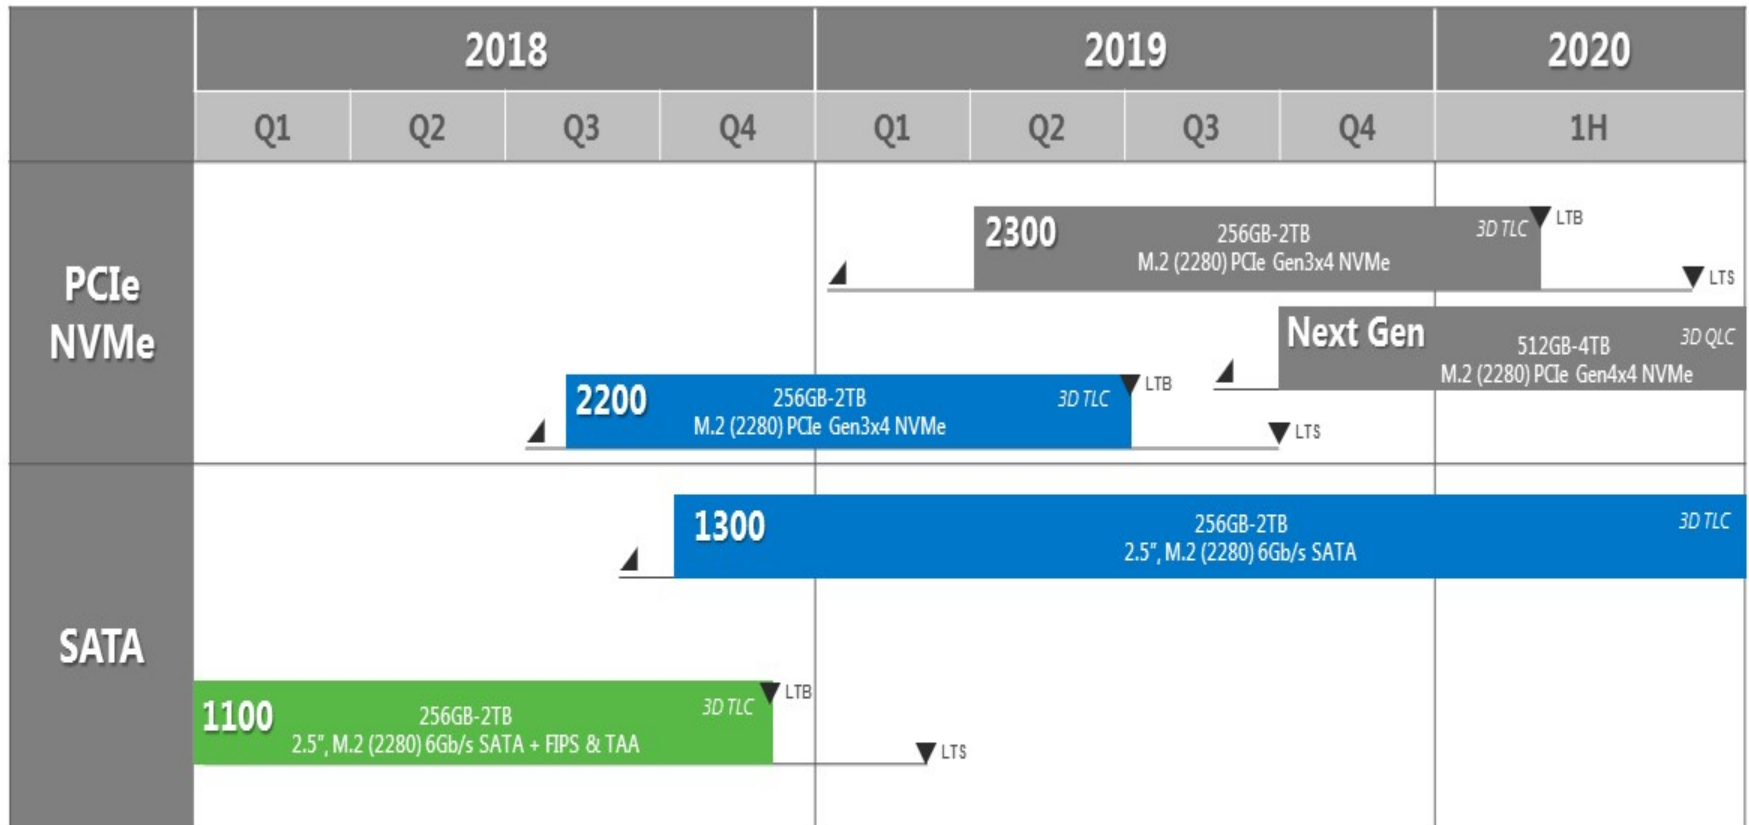 2018
2019
2020
Q1
Q2
Q3
Q4
Q1
Q2
Q3
Q4
1H
PCIe
NVMe
2300
256GB-2TB
3D TLC
M.2 (2280) PCIe Gen3x4 NVMe
LTB
LTS
Next Gen
512GB-4TB
3D QLC
M.2 (2280) PCIe Gen4x4 NVMe
2200
256GB-2TB
3D TLC
M.2 (2280) PCIe Gen3x4 NVMe
LTB
LTS
SATA
1300
256GB-2TB
3D TLC
2.5", M.2 (2280) 6Gb/s SATA
1100
256GB-2TB
3D TLC
2.5", M.2 (2280) 6Gb/s SATA + FIPS & TAA
LTB
LTS